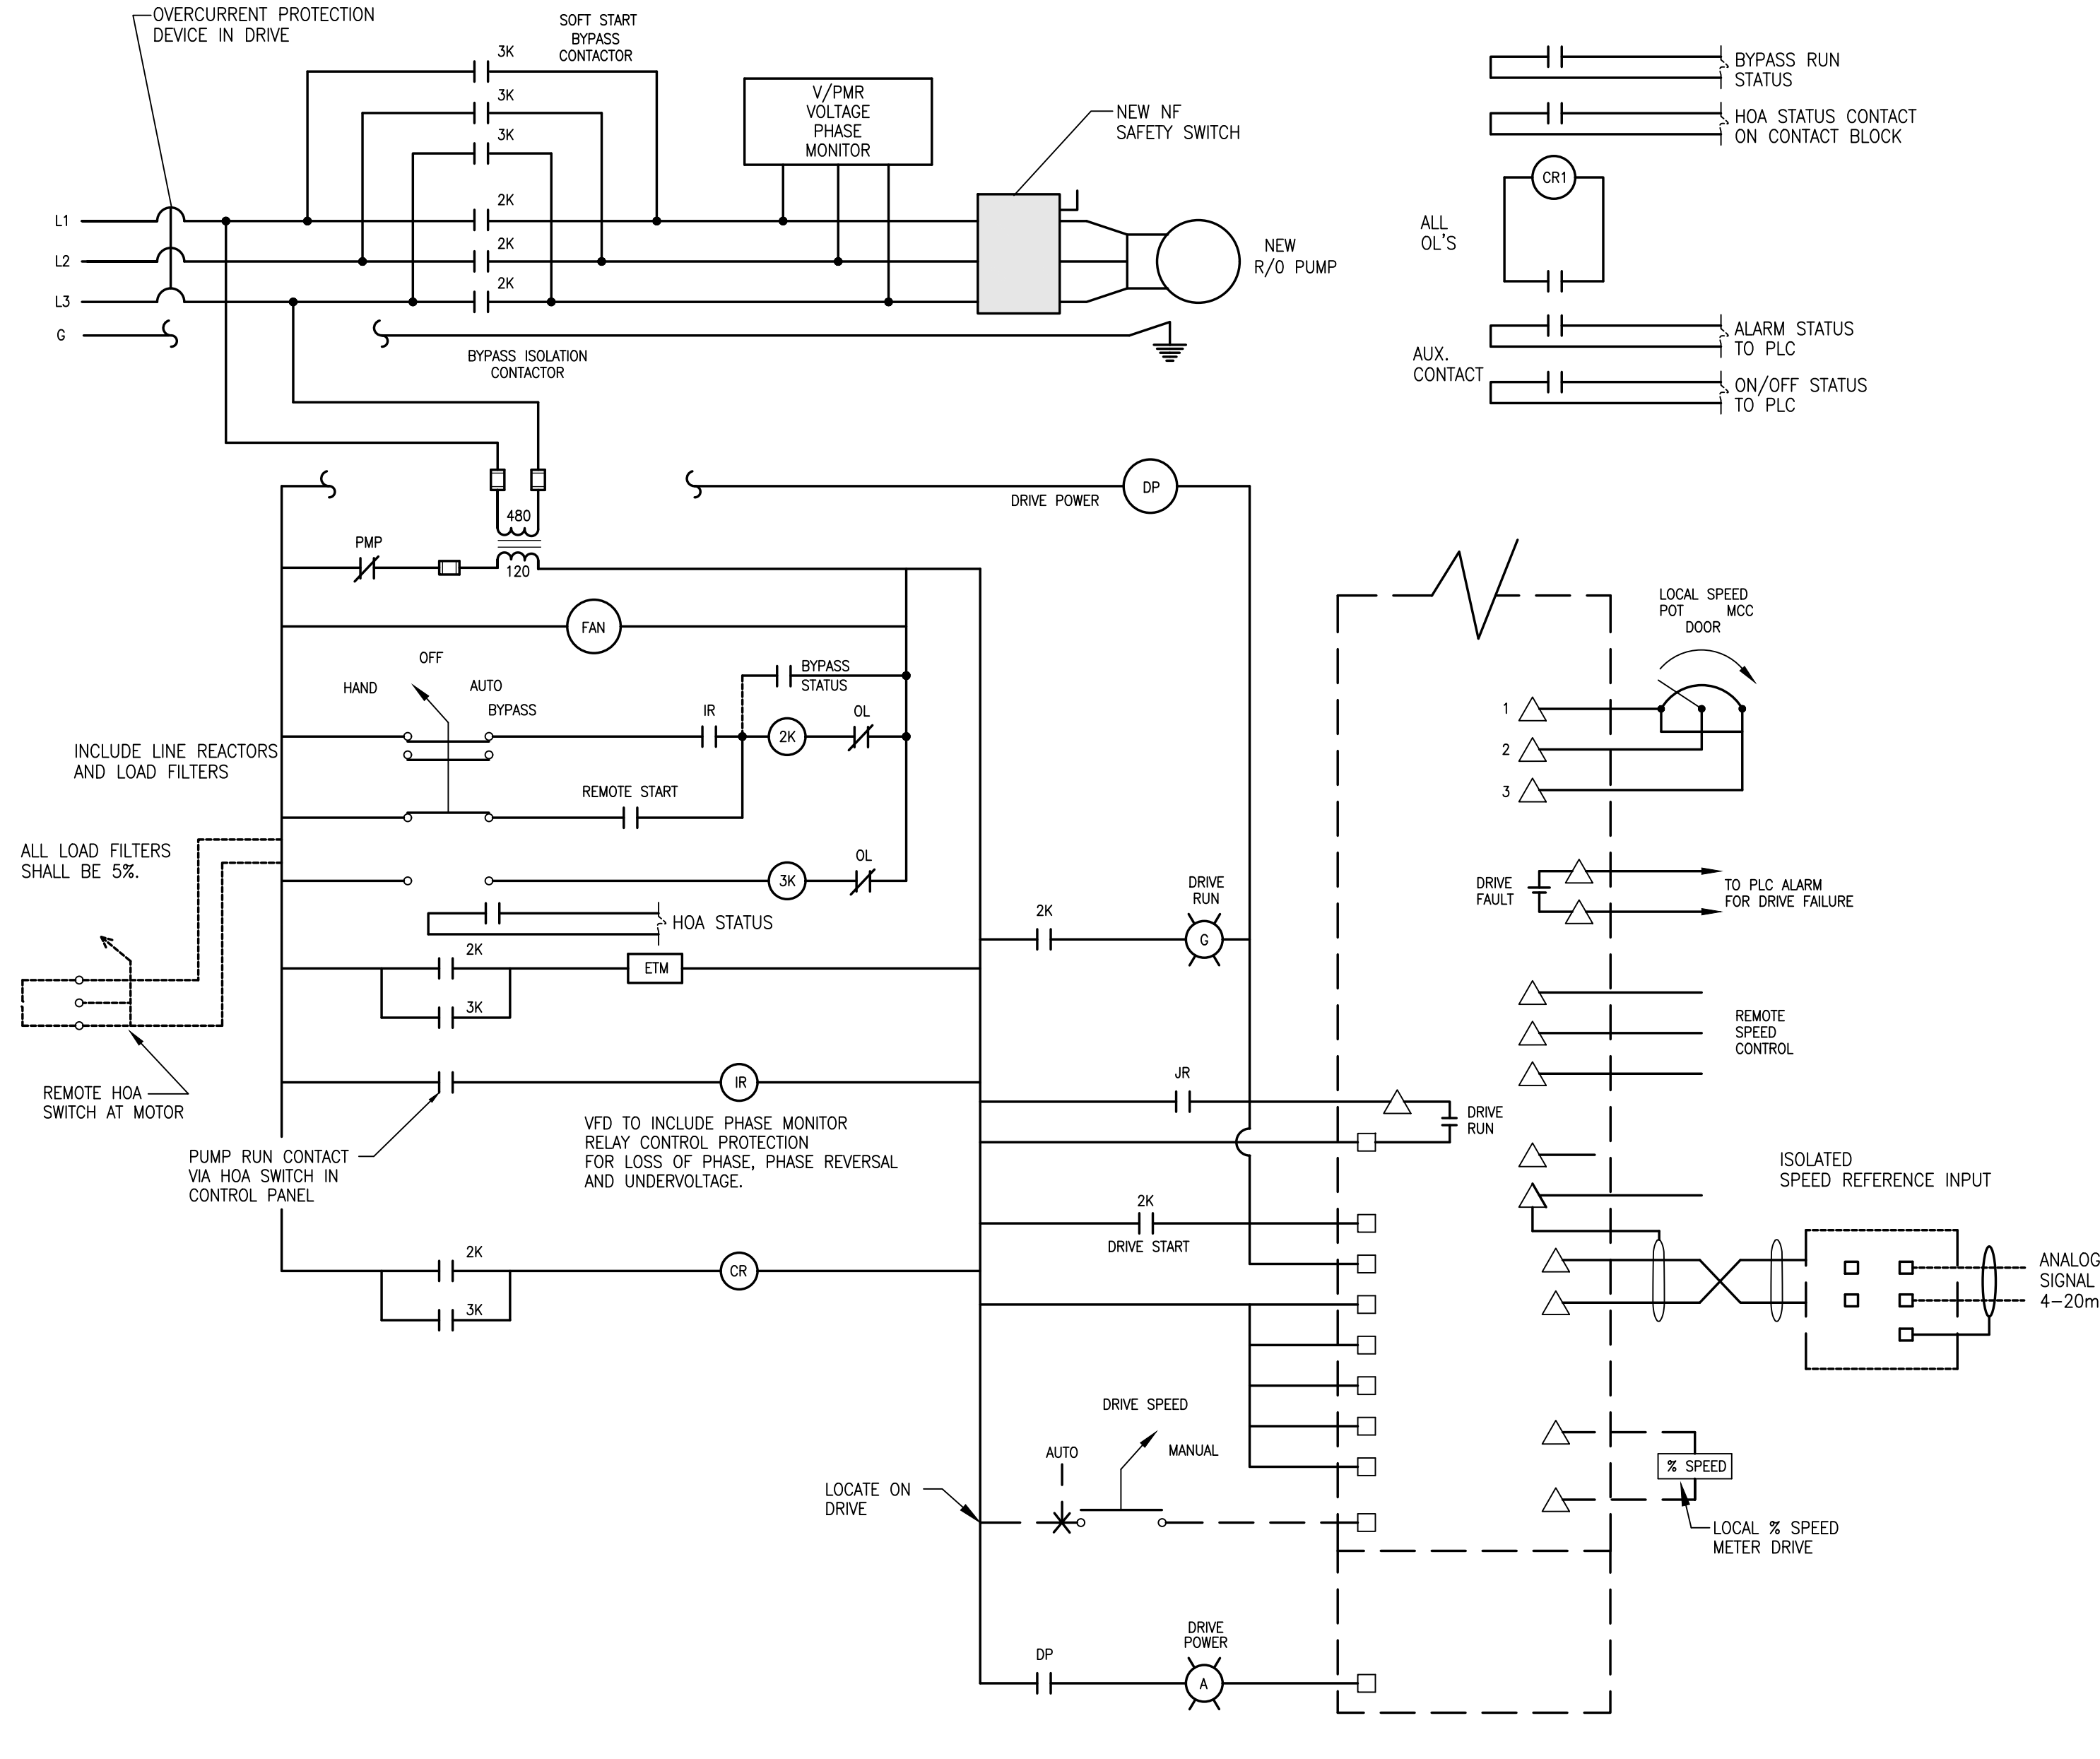 OVERCURRENT PROTECTION
DEVICE IN DRIVE
SOFT START
BYPASS
CONTACTOR
3K
3K
3K
2K
2K
2K
L1
L2
L3
G
V/PMR
VOLTAGE
PHASE
MONITOR
NEW NF
SAFETY SWITCH
NEW
R/O PUMP
BYPASS ISOLATION
CONTACTOR
BYPASS RUN
STATUS
HOA STATUS CONTACT
ON CONTACT BLOCK
CR1
ALL
OL'S
ALARM STATUS
TO PLC
AUX.
CONTACT
ON/OFF STATUS
TO PLC
DP
DRIVE POWER
480
120
PMP
FAN
OFF
HAND
AUTO
BYPASS
BYPASS
STATUS
IR
2K
OL
INCLUDE LINE REACTORS
AND LOAD FILTERS
REMOTE START
ALL LOAD FILTERS
SHALL BE 5%.
3K
OL
HOA STATUS
2K
3K
ETM
REMOTE HOA
SWITCH AT MOTOR
IR
PUMP RUN CONTACT
VIA HOA SWITCH IN
CONTROL PANEL
VFD TO INCLUDE PHASE MONITOR
RELAY CONTROL PROTECTION
FOR LOSS OF PHASE, PHASE REVERSAL
AND UNDERVOLTAGE.
2K
3K
CR
2K
DRIVE
RUN
G
JR
DRIVE
RUN
2K
DRIVE START
DRIVE SPEED
AUTO
MANUAL
LOCATE ON
DRIVE
DP
DRIVE
POWER
A
LOCAL SPEED
POT MCC
DOOR
1
2
3
DRIVE
FAULT
TO PLC ALARM
FOR DRIVE FAILURE
REMOTE
SPEED
CONTROL
ISOLATED
SPEED REFERENCE INPUT
ANALOG
SIGNAL
4-20m
% SPEED
LOCAL % SPEED
METER DRIVE